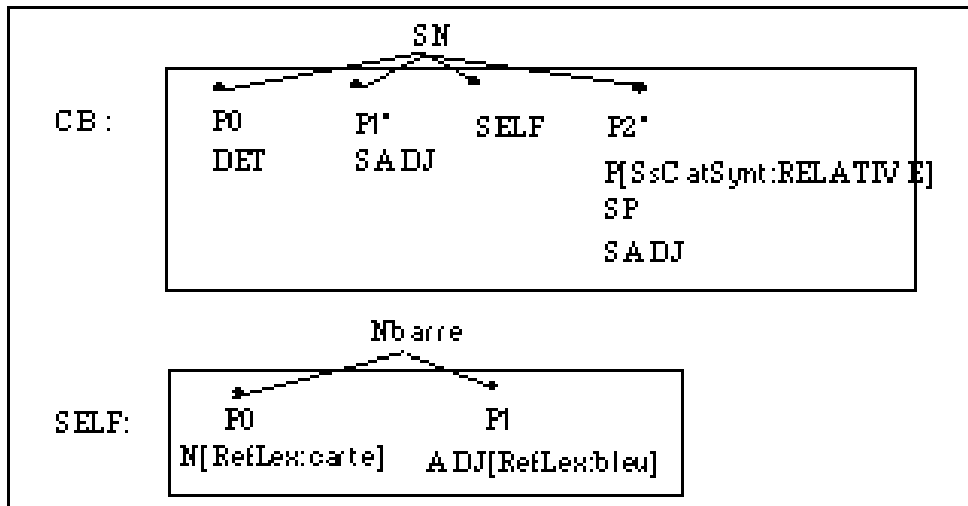 SN
CB: P0 P1* SELF P2*
DET SADJ P[SsCatSynt:RELATIVE]
SP
SADJ
Nbarre
SELF: P0 P1
N[RefLex:carte] ADJ[RefLex:bleu]